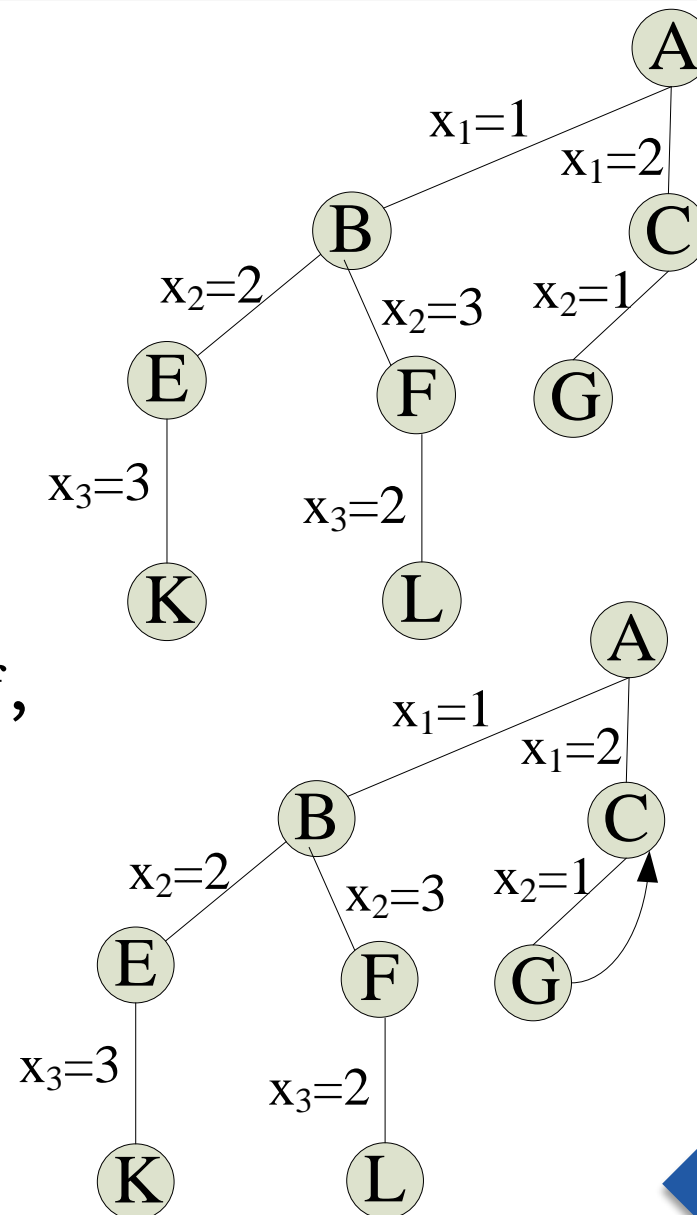 A
x₁=1
x₁=2
B
C
x₂=2
x₂=3
x₂=1
E
F
G
x₃=3
x₃=2
K
L
,
A
x₁=1
x₁=2
B
C
x₂=2
x₂=3
x₂=1
E
F
G
x₃=3
x₃=2
K
L